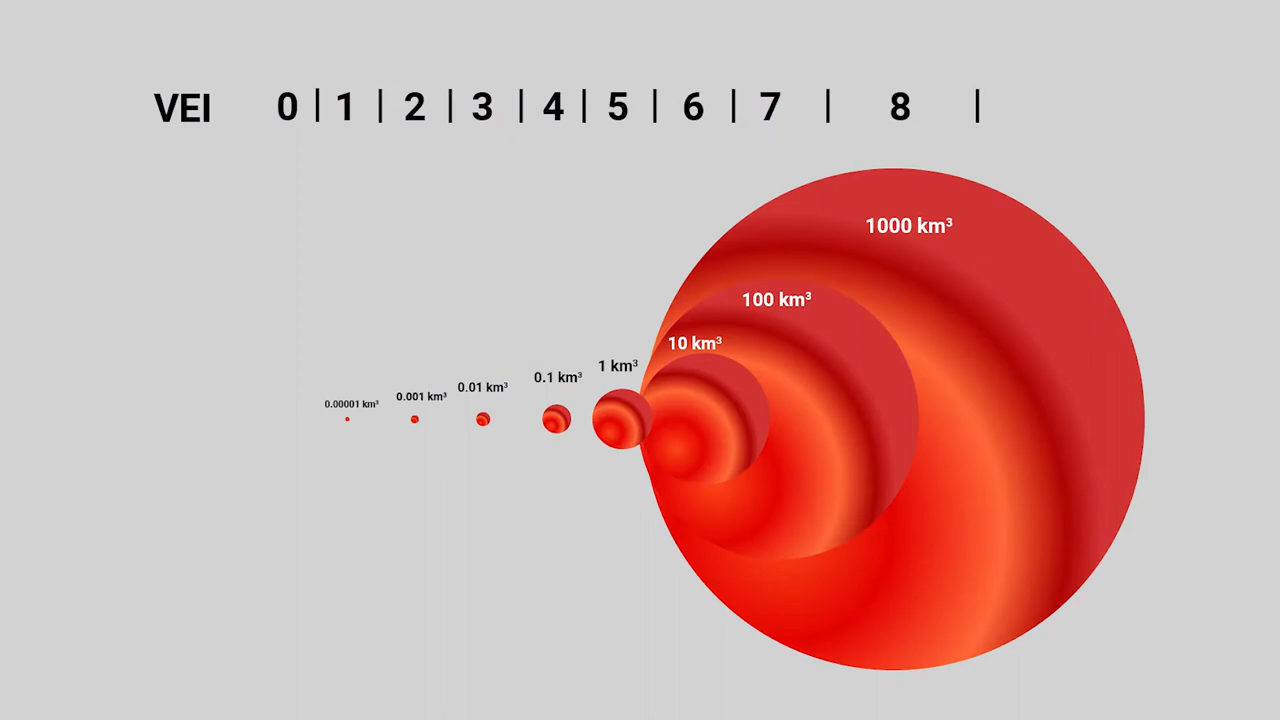 VEI 0 | 1 | 2 | 3 | 4 | 5 | 6 | 7 | 8 |
1000 km³
100 km³
10 km³
1 km³
0.1 km³
0.01 km³
0.001 km³
0.00001 km³